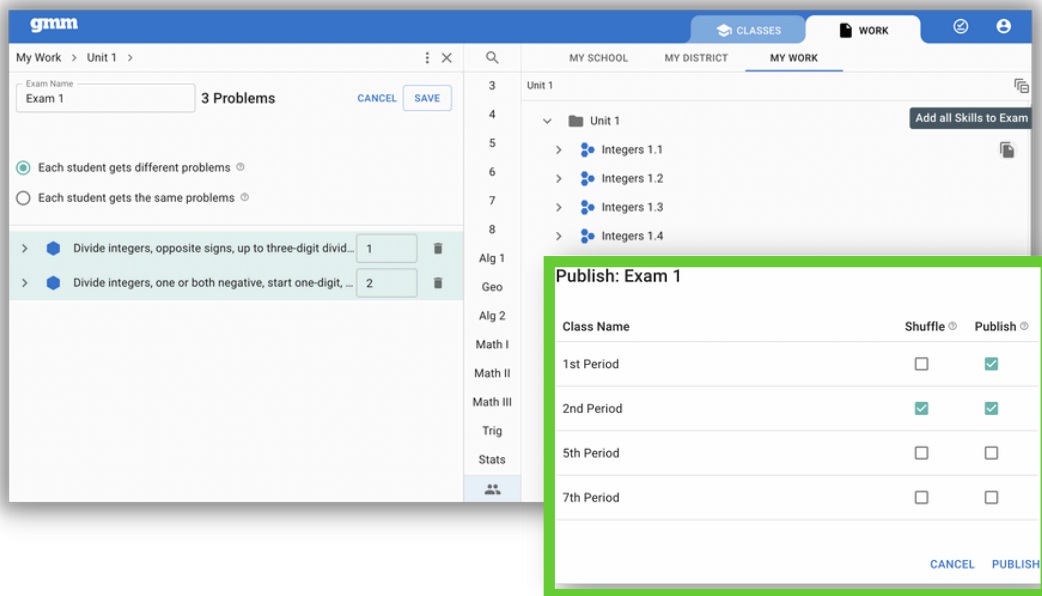 gmm
CLASSES
WORK
My Work > Unit 1 >
MY SCHOOL
MY DISTRICT
MY WORK
Exam Name
Exam 1
3 Problems
CANCEL
SAVE
Each student gets different problems
Each student gets the same problems
Divide integers, opposite signs, up to three-digit divid... 1
Divide integers, one or both negative, start one-digit, ... 2
3
4
5
6
7
8
Alg 1
Geo
Alg 2
Math I
Math II
Math III
Trig
Stats
Unit 1
Unit 1
Add all Skills to Exam
Integers 1.1
Integers 1.2
Integers 1.3
Integers 1.4
Publish: Exam 1
Class Name Shuffle Publish
1st Period
2nd Period
5th Period
7th Period
CANCEL PUBLISH